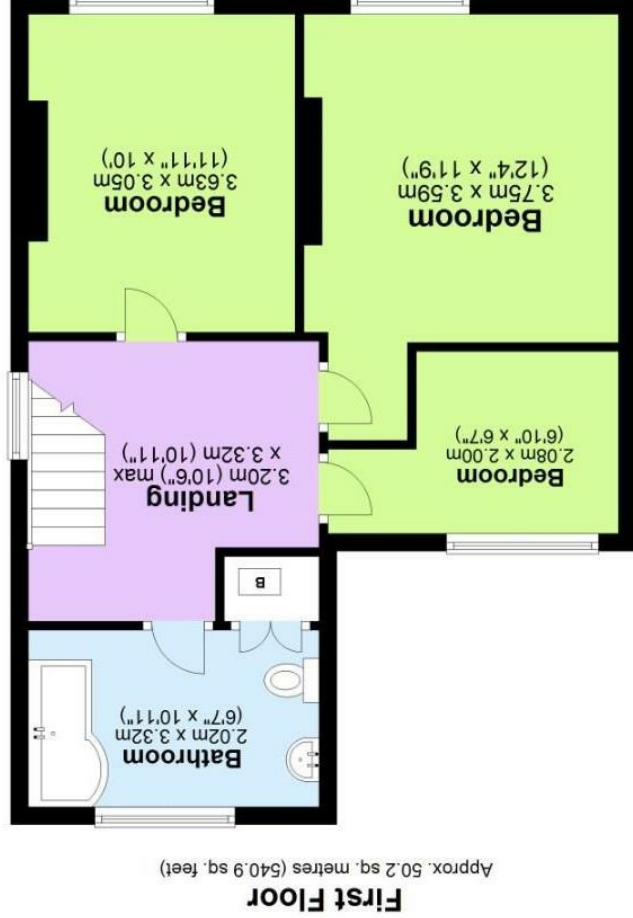 First Floor
Approx. 50.2 sq. metres (540.9 sq. feet)
Bathroom
2.02m x 3.32m
(6'7" x 10'11")
B
Landing
3.20m (10'6") max
x 3.32m (10'11")
Bedroom
2.08m x 2.00m
(6'10" x 6'7")
Bedroom
3.75m x 3.59m
(12'4" x 11'9")
Bedroom
3.63m x 3.05m
(11'11" x 10')